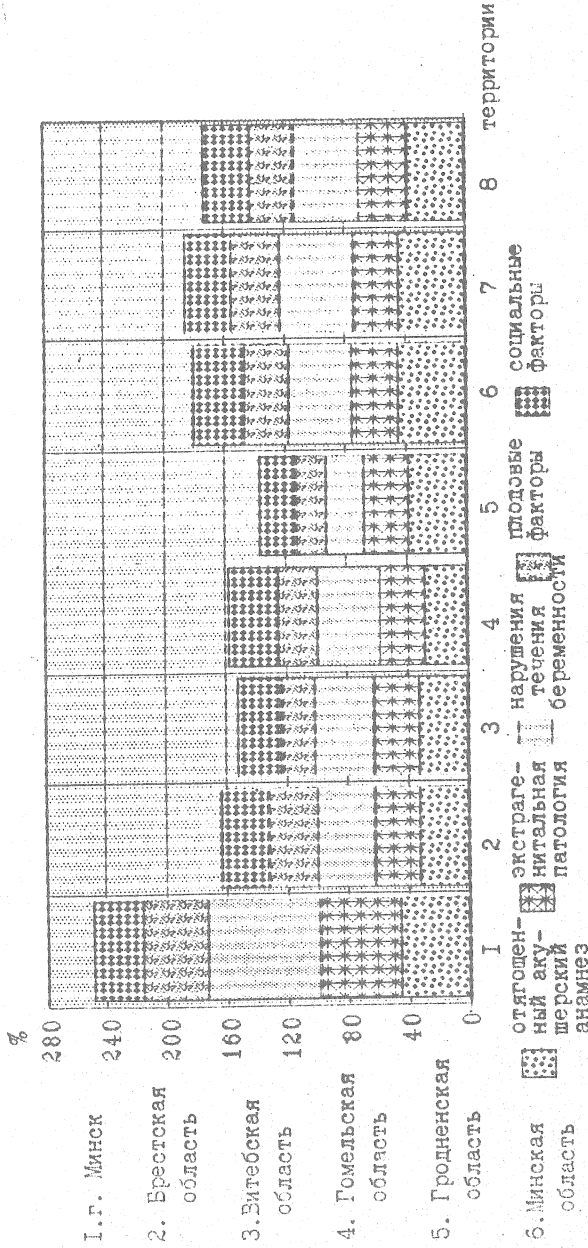 %
280
240
200
160
120
80
40
0
I 2 3 4 5 6 7 8 территории
отягощен-
ный аку-
шерский
анамнез
экстраге-
нитальная
патология
нарушения
течения
беременности
плодовые
факторы
социальные
факторы
I.г. Минск
2. Брестская
область
3.Витебская
область
4. Гомельская
область
5. Гродненская
область
6.Минская
область